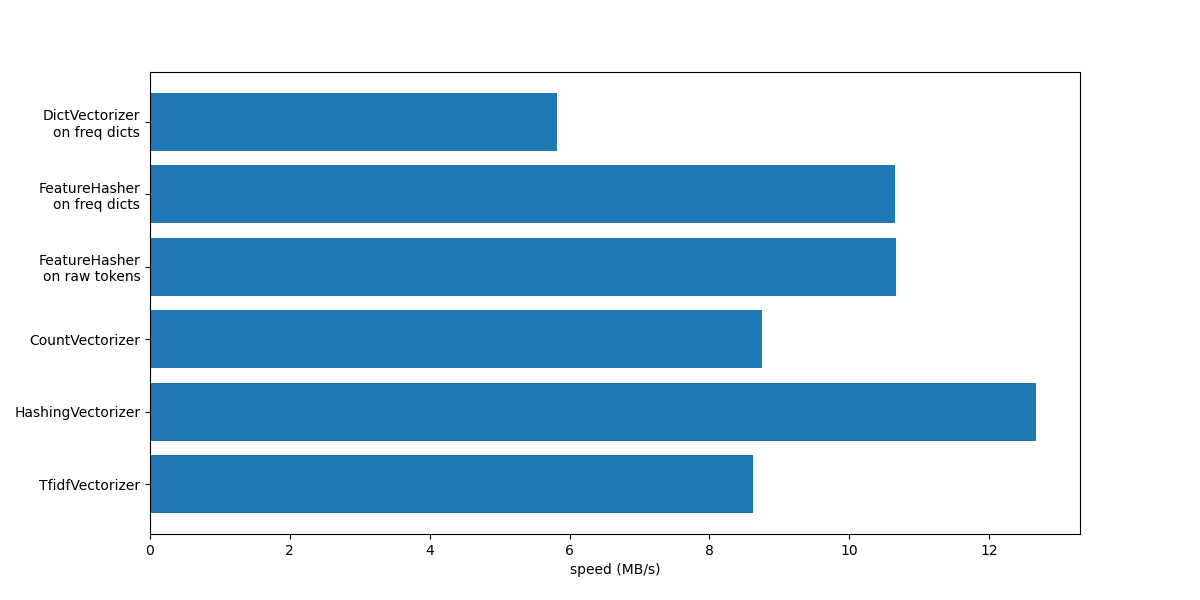 DictVectorizer
on freq dicts
FeatureHasher
on freq dicts
FeatureHasher
on raw tokens
CountVectorizer
HashingVectorizer
TfidfVectorizer
0 2 4 6 8 10 12
speed (MB/s)